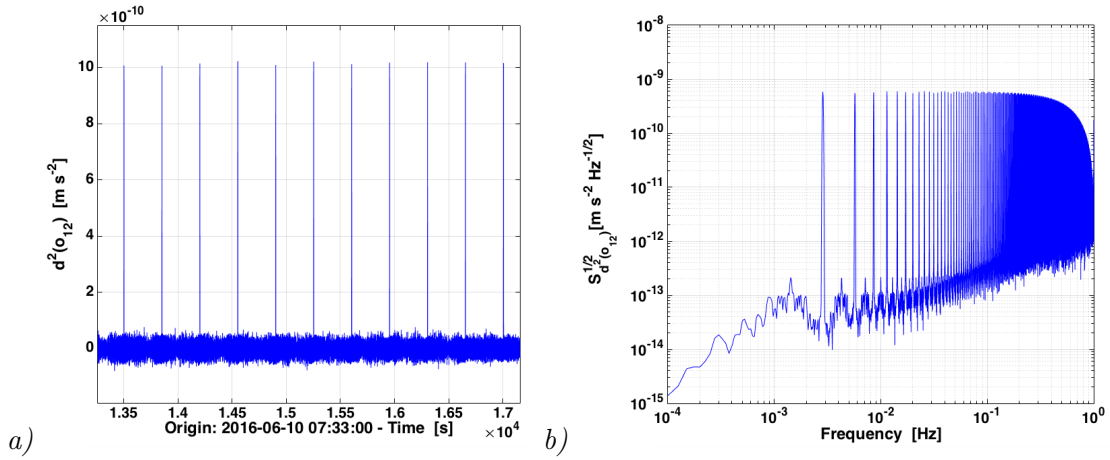 ×10⁻¹⁰
10
8
6
4
2
0
d²(o₁₂) [m s⁻²]
1.35 1.4 1.45 1.5 1.55 1.6 1.65 1.7
×10⁴
Origin: 2016-06-10 07:33:00 - Time [s]
a)
10⁻⁸
10⁻⁹
10⁻¹⁰
10⁻¹¹
10⁻¹²
10⁻¹³
10⁻¹⁴
10⁻¹⁵
S^{1/2}_{d²(o₁₂)} [m s⁻² Hz^{-1/2}]
10⁻⁴ 10⁻³ 10⁻² 10⁻¹ 10⁰
Frequency [Hz]
b)